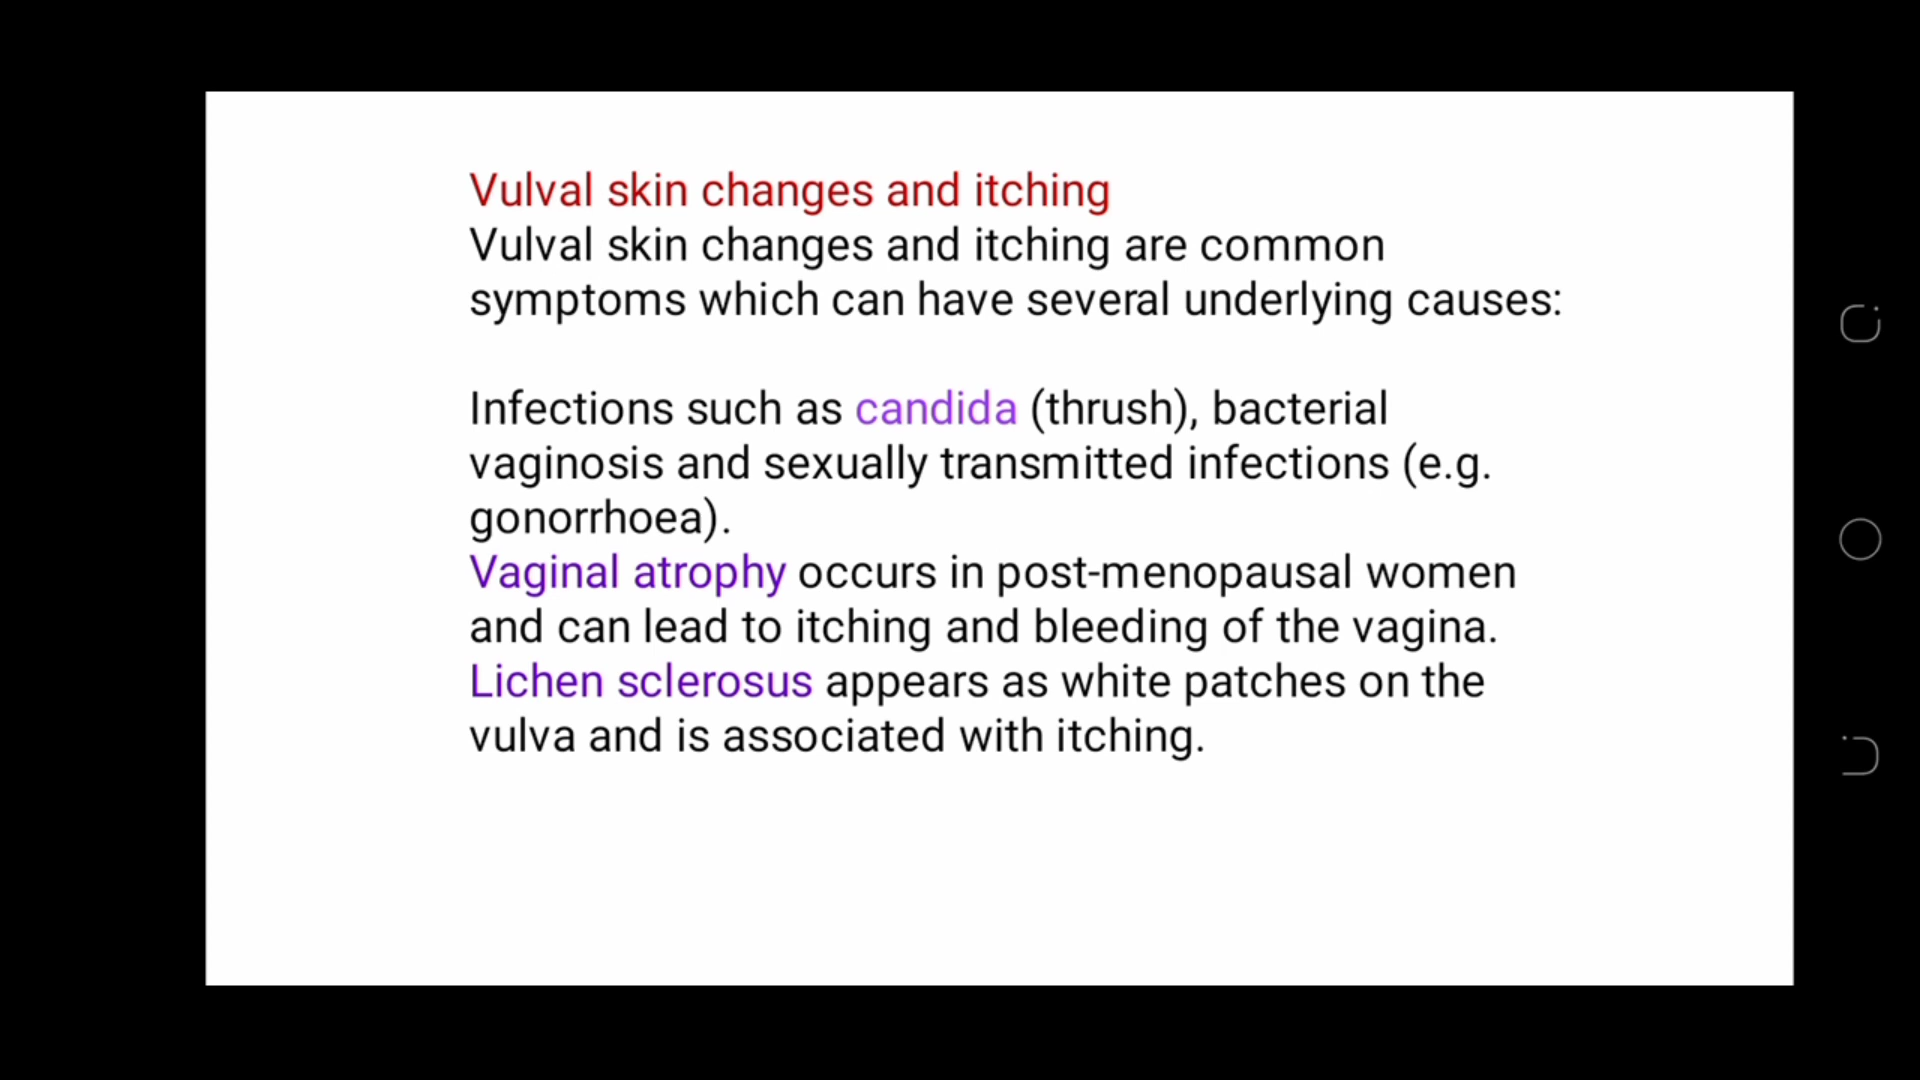 Vulval skin changes and itching
Vulval skin changes and itching are common
symptoms which can have several underlying causes:
Infections such as candida (thrush), bacterial
vaginosis and sexually transmitted infections (e.g.
gonorrhoea).
Vaginal atrophy occurs in post-menopausal women
and can lead to itching and bleeding of the vagina.
Lichen sclerosus appears as white patches on the
vulva and is associated with itching.